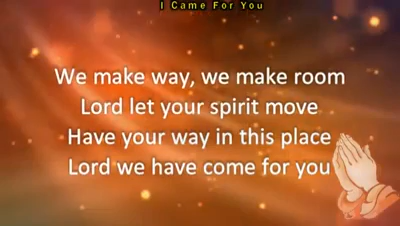 I Came For You
We make way, we make room
Lord let your spirit move
Have your way in this place
Lord we have come for you